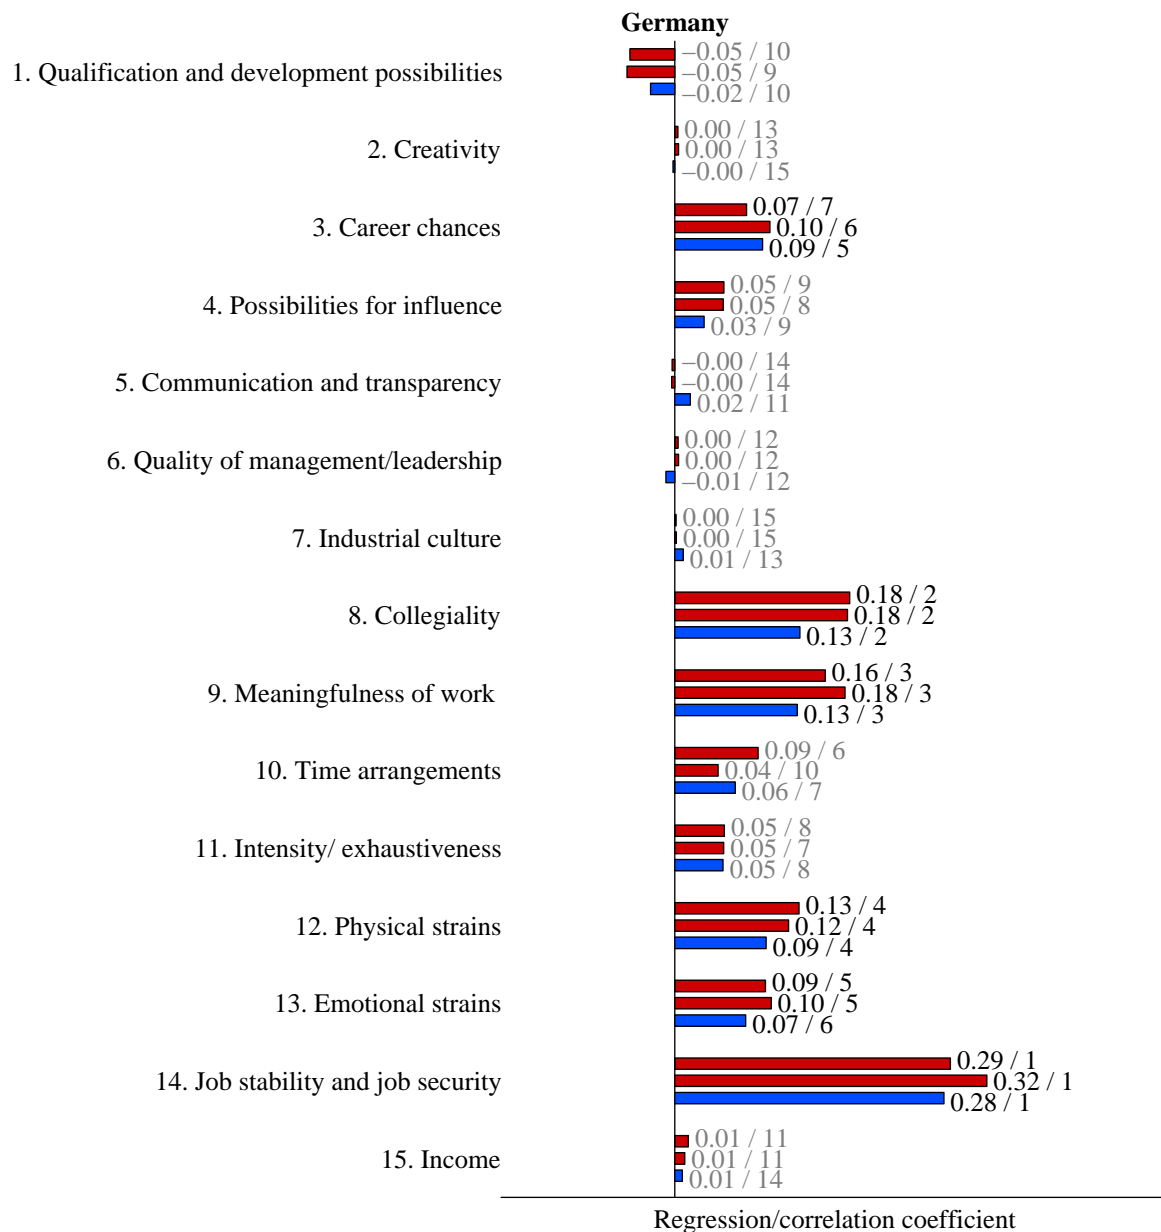 Germany
1. Qualification and development possibilities
–0.05 / 10
–0.05 / 9
–0.02 / 10
2. Creativity
0.00 / 13
0.00 / 13
–0.00 / 15
3. Career chances
0.07 / 7
0.10 / 6
0.09 / 5
4. Possibilities for influence
0.05 / 9
0.05 / 8
0.03 / 9
5. Communication and transparency
–0.00 / 14
–0.00 / 14
0.02 / 11
6. Quality of management/leadership
0.00 / 12
0.00 / 12
–0.01 / 12
7. Industrial culture
0.00 / 15
0.00 / 15
0.01 / 13
8. Collegiality
0.18 / 2
0.18 / 2
0.13 / 2
9. Meaningfulness of work
0.16 / 3
0.18 / 3
0.13 / 3
10. Time arrangements
0.09 / 6
0.04 / 10
0.06 / 7
11. Intensity/ exhaustiveness
0.05 / 8
0.05 / 7
0.05 / 8
12. Physical strains
0.13 / 4
0.12 / 4
0.09 / 4
13. Emotional strains
0.09 / 5
0.10 / 5
0.07 / 6
14. Job stability and job security
0.29 / 1
0.32 / 1
0.28 / 1
15. Income
0.01 / 11
0.01 / 11
0.01 / 14
Regression/correlation coefficient